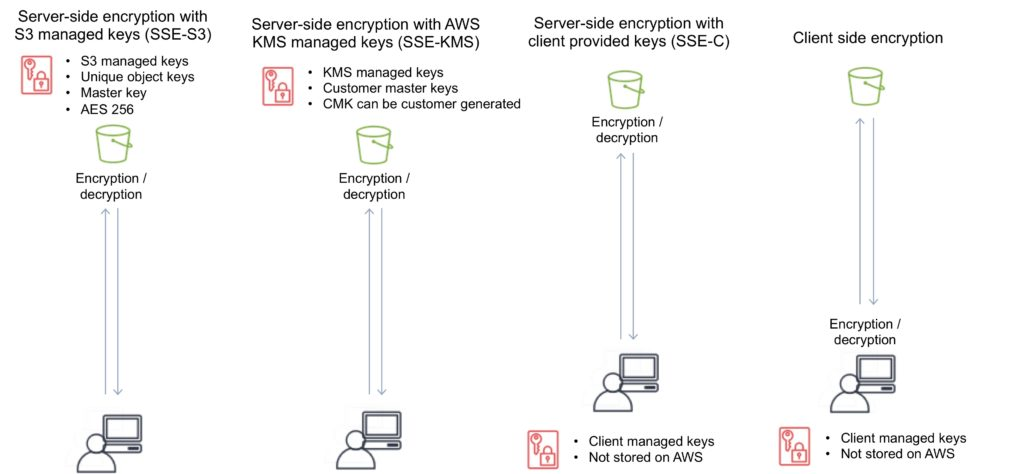 Server-side encryption with
S3 managed keys (SSE-S3)
• S3 managed keys
• Unique object keys
• Master key
• AES 256
Encryption /
decryption
Server-side encryption with AWS
KMS managed keys (SSE-KMS)
• KMS managed keys
• Customer master keys
• CMK can be customer generated
Encryption /
decryption
Server-side encryption with
client provided keys (SSE-C)
Encryption /
decryption
• Client managed keys
• Not stored on AWS
Client side encryption
Encryption /
decryption
• Client managed keys
• Not stored on AWS